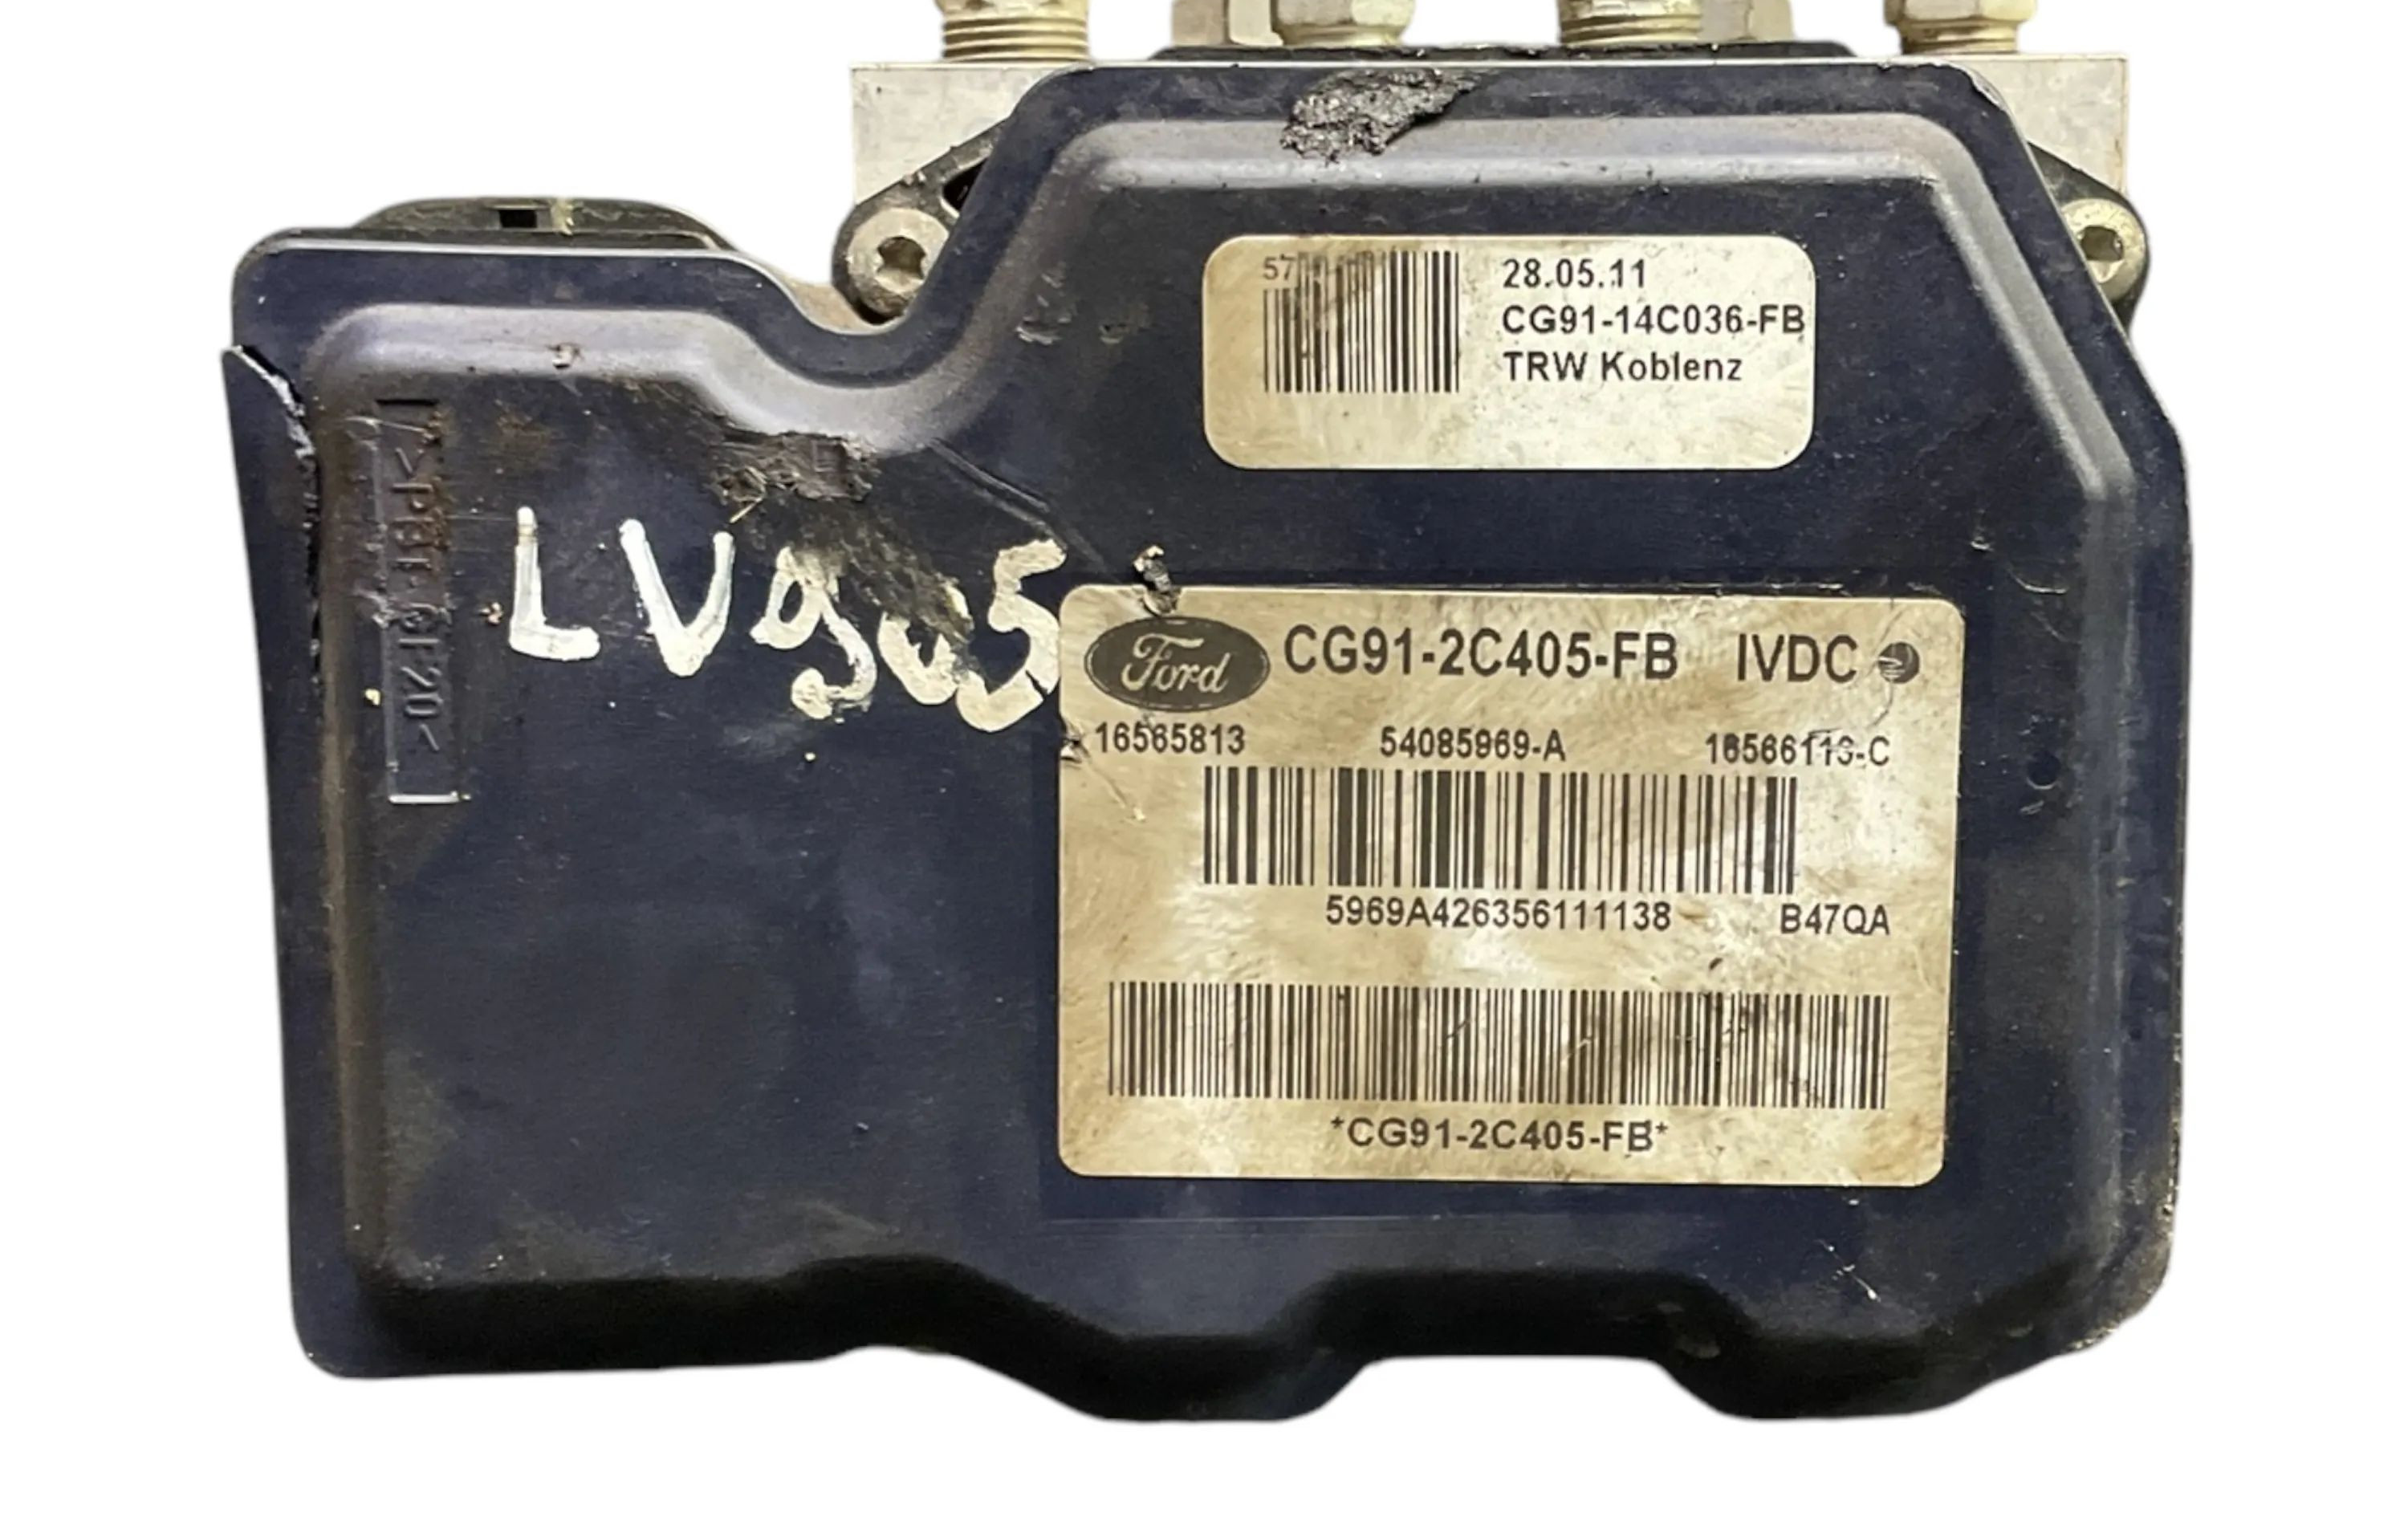 28.05.11
CG91-14C036-FB
TRW Koblenz
Ford CG91-2C405-FB IVDC
16565813 54085969-A 16566113-C
5969A426356111138 B47QA
*CG91-2C405-FB*